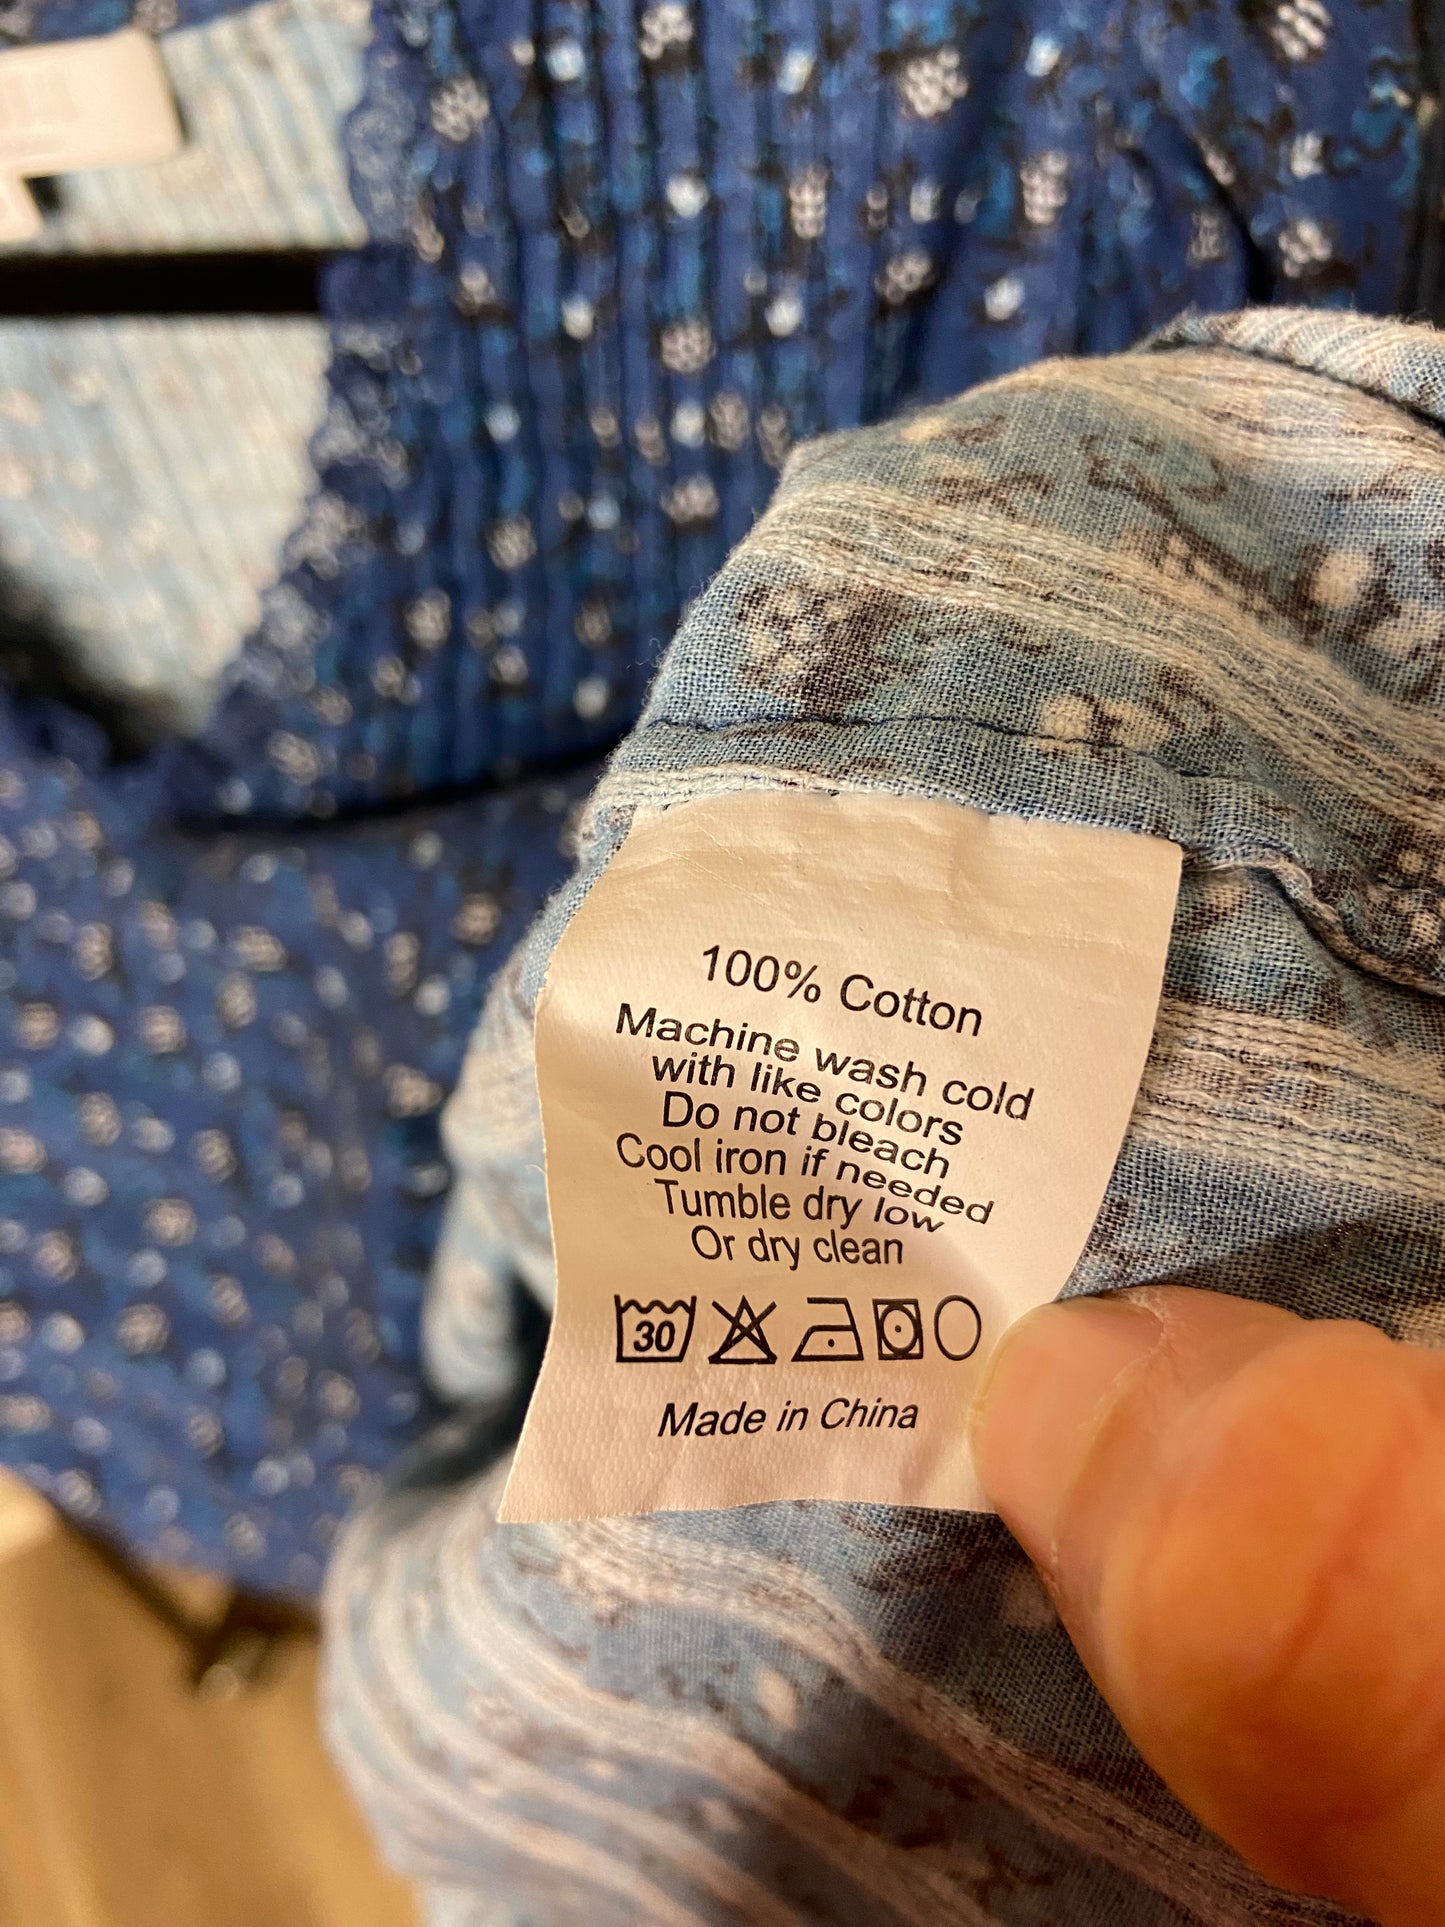 100% Cotton
Machine wash cold
with like colors
Do not bleach
Cool iron if needed
Tumble dry low
Or dry clean
30
Made in China